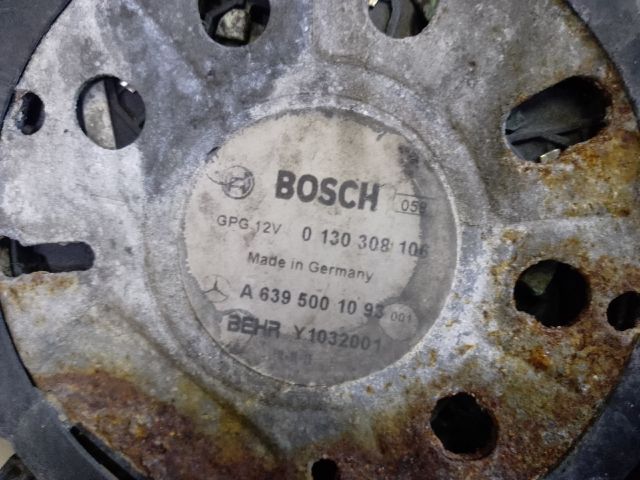 BOSCH 059
GPG 12V 0 130 308 106
Made in Germany
A 639 500 10 93 001
BEHR Y1032001